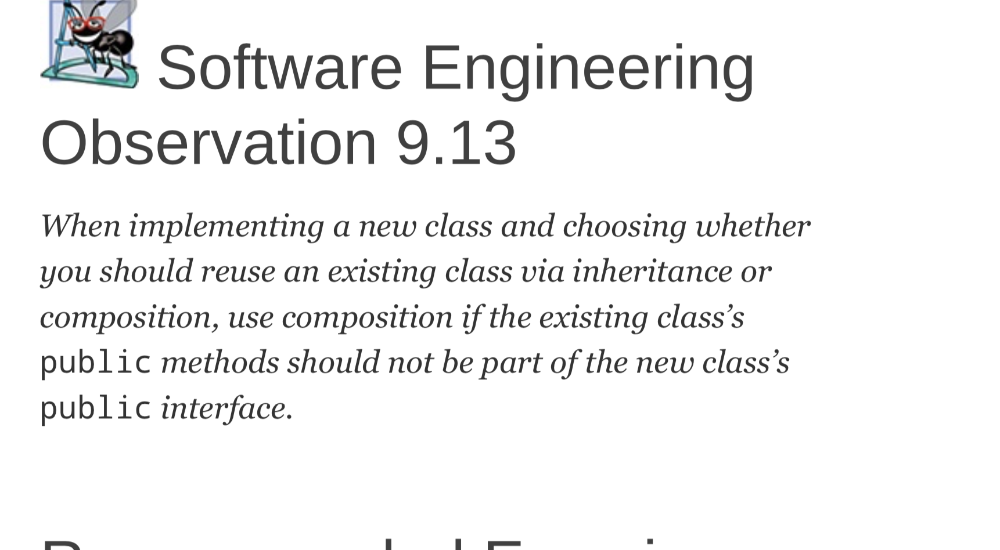 Software Engineering
Observation 9.13
When implementing a new class and choosing whether
you should reuse an existing class via inheritance or
composition, use composition if the existing class’s
public methods should not be part of the new class’s
public interface.